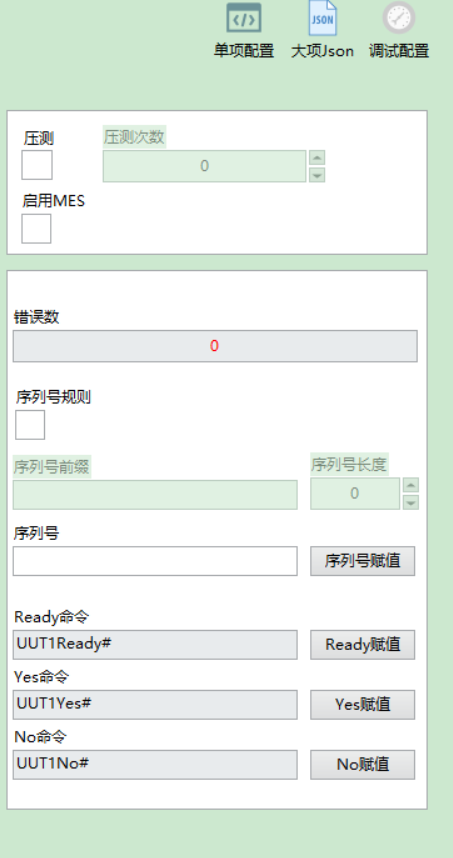 </>
JSON
单项配置 大项Json 调试配置
压测 压测次数
0
启用MES
错误数
0
序列号规则
序列号前缀 序列号长度
0
序列号
序列号赋值
Ready命令
UUT1Ready# Ready赋值
Yes命令
UUT1Yes# Yes赋值
No命令
UUT1No# No赋值